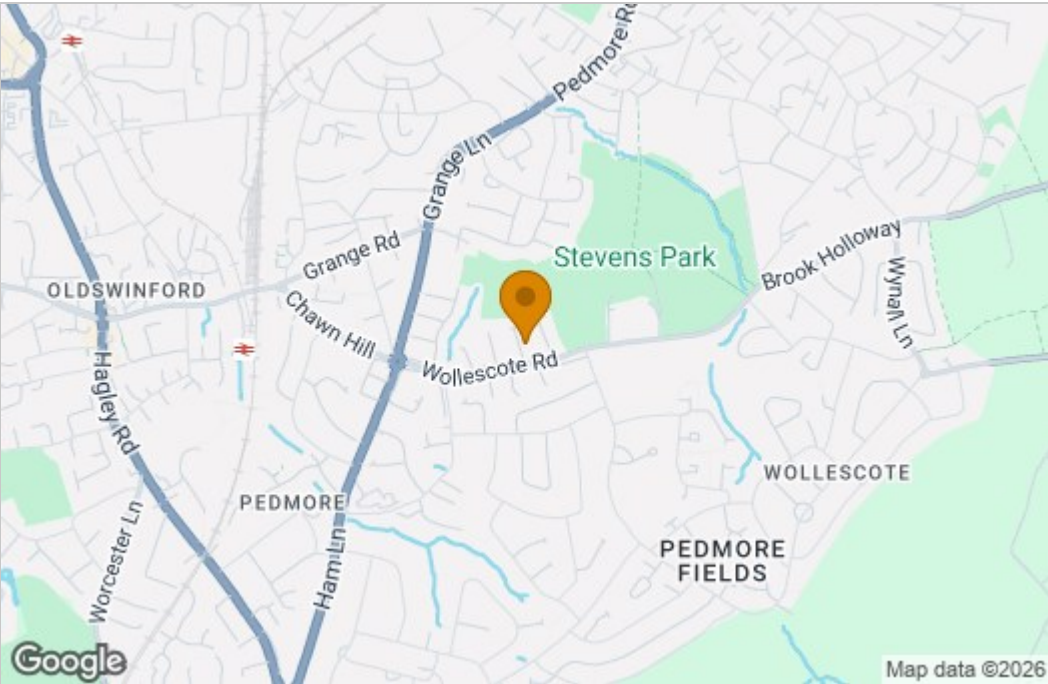 Pedmore Rd
Grange Ln
Stevens Park
Grange Rd
Brook Holloway
OLDSWINFORD
Chawn Hill
Wynall Ln
Wollescote Rd
Hagley Rd
WOLLESCOTE
PEDMORE
Worcester Ln
Ham Ln
PEDMORE
FIELDS
Google
Map data ©2026